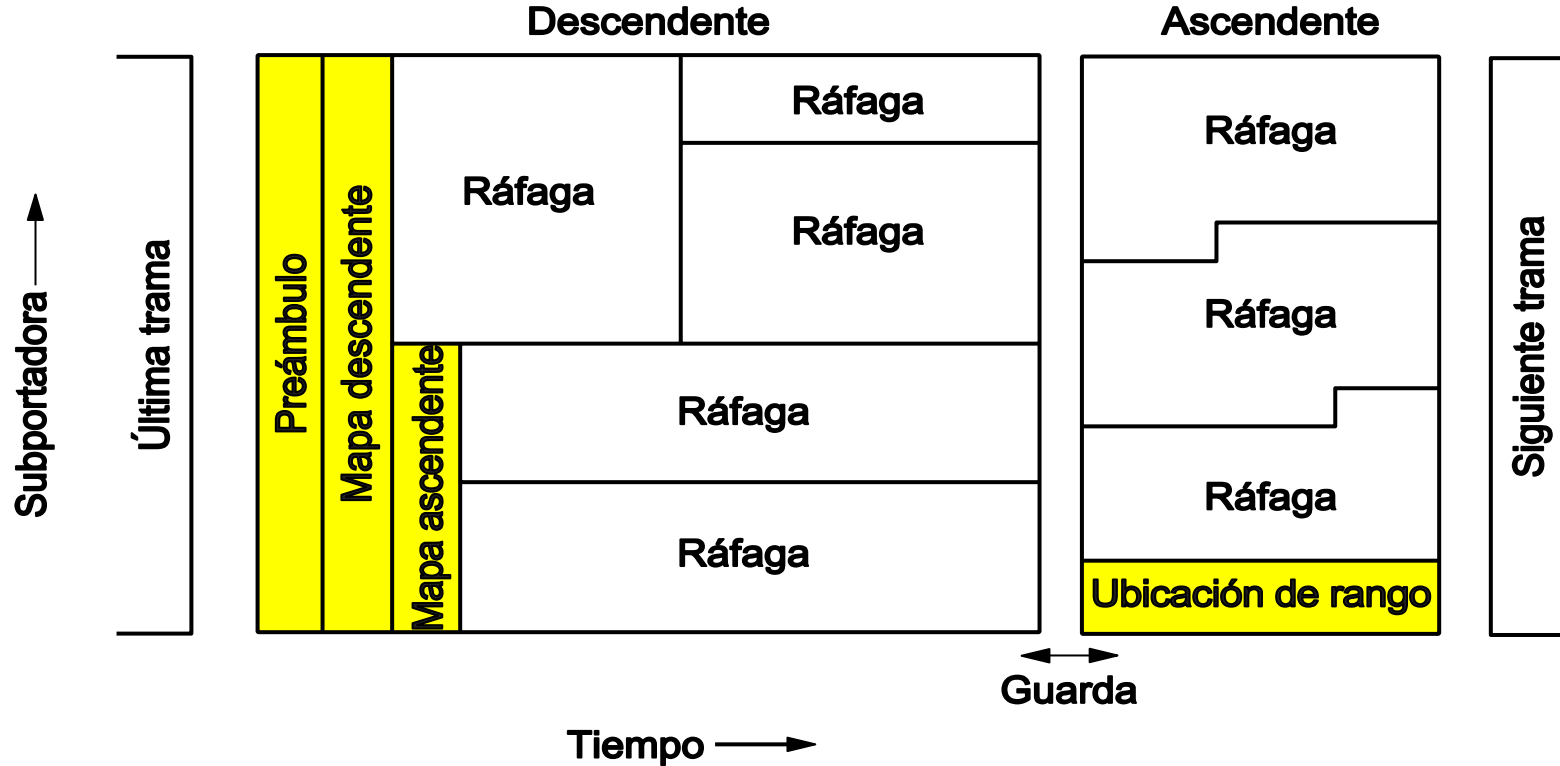 Descendente
Ascendente
Subportadora
Última trama
Preámbulo
Mapa descendente
Mapa ascendente
Ráfaga
Ráfaga
Ráfaga
Ráfaga
Ráfaga
Ráfaga
Ráfaga
Ráfaga
Ubicación de rango
Siguiente trama
Guarda
Tiempo